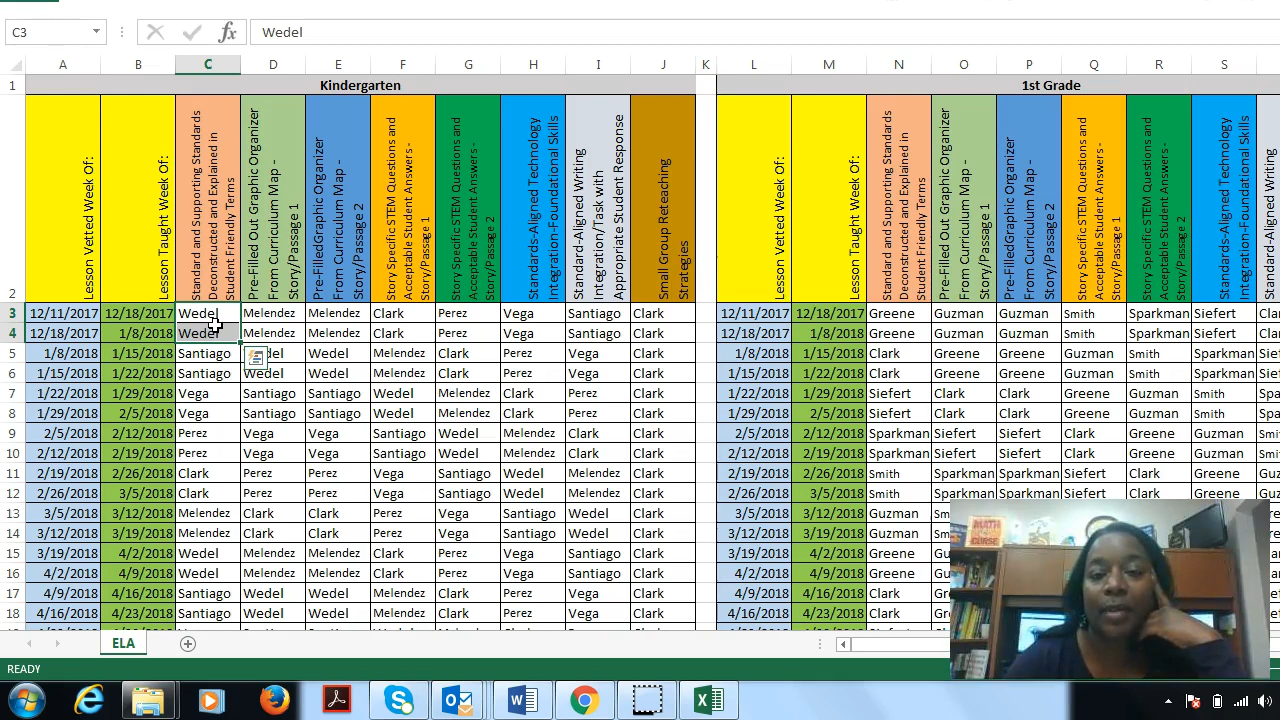 C3 fx Wedel
A B C D E F G H I J K L M N O P Q R S
1 Kindergarten 1st Grade
Lesson Vetted Week Of:
Lesson Taught Week Of:
Standard and Supporting Standards
Deconstructed and Explained in
Student Friendly Terms
Pre-Filled Out Graphic Organizer
From Curriculum Map -
Story/Passage 1
Pre-FilledGraphic Organizer
From Curriculum Map -
Story/Passage 2
Story Specific STEM Questions and
Acceptable Student Answers -
Story/Passage 1
Story Specific STEM Questions and
Acceptable Student Answers -
Story/Passage 2
Standards-Aligned Technology
Integration-Foundational Skills
Standard-Aligned Writing
Integration/Task with
Appropriate Student Response
Small Group Reteaching
Strategies
Lesson Vetted Week Of:
Lesson Taught Week Of:
Standard and Supporting Standards
Deconstructed and Explained in
Student Friendly Terms
Pre-Filled Out Graphic Organizer
From Curriculum Map -
Story/Passage 1
Pre-FilledGraphic Organizer
From Curriculum Map -
Story/Passage 2
Story Specific STEM Questions and
Acceptable Student Answers -
Story/Passage 1
Story Specific STEM Questions and
Acceptable Student Answers -
Story/Passage 2
Standards-Aligned Technology
Integration-Foundational Skills
Standard-Aligned Writing
2
3 12/11/2017 12/18/2017 Wedel Melendez Melendez Clark Perez Vega Santiago Clark 12/11/2017 12/18/2017 Greene Guzman Guzman Smith Sparkman Siefert Clar
4 12/18/2017 1/8/2018 Wedel Melendez Melendez Clark Perez Vega Santiago Clark 12/18/2017 1/8/2018 Greene Guzman Guzman Smith Sparkman Siefert Clar
5 1/8/2018 1/15/2018 Santiago del Wedel Melendez Clark Perez Vega Clark 1/8/2018 1/15/2018 Clark Greene Greene Guzman Smith Sparkman Sief
6 1/15/2018 1/22/2018 Santiago Wedel Wedel Melendez Clark Perez Vega Clark 1/15/2018 1/22/2018 Clark Greene Greene Guzman Smith Sparkman Sief
7 1/22/2018 1/29/2018 Vega Santiago Santiago Wedel Melendez Clark Perez Clark 1/22/2018 1/29/2018 Siefert Clark Clark Greene Guzman Smith Spar
8 1/29/2018 2/5/2018 Vega Santiago Santiago Wedel Melendez Clark Perez Clark 1/29/2018 2/5/2018 Siefert Clark Clark Greene Guzman Smith Spar
9 2/5/2018 2/12/2018 Perez Vega Vega Santiago Wedel Melendez Clark Clark 2/5/2018 2/12/2018 Sparkman Siefert Siefert Clark Greene Guzman Smit
10 2/12/2018 2/19/2018 Perez Vega Vega Santiago Wedel Melendez Clark Clark 2/12/2018 2/19/2018 Sparkman Siefert Siefert Clark Greene Guzman Smit
11 2/19/2018 2/26/2018 Clark Perez Perez Vega Santiago Wedel Melendez Clark 2/19/2018 2/26/2018 Smith Sparkman Sparkman Siefert Clark Greene Guzm
12 2/26/2018 3/5/2018 Clark Perez Perez Vega Santiago Wedel Melendez Clark 2/26/2018 3/5/2018 Smith Sparkman Sparkman Siefert Clark Greene Guzm
13 3/5/2018 3/12/2018 Melendez Clark Clark Perez Vega Santiago Wedel Clark 3/5/2018 3/12/2018 Guzman Sm
14 3/12/2018 3/19/2018 Melendez Clark Clark Perez Vega Santiago Wedel Clark 3/12/2018 3/19/2018 Guzman Sm
15 3/19/2018 4/2/2018 Wedel Melendez Melendez Clark Perez Vega Santiago Clark 3/19/2018 4/2/2018 Greene Gu
16 4/2/2018 4/9/2018 Wedel Melendez Melendez Clark Perez Vega Santiago Clark 4/2/2018 4/9/2018 Greene Gu
17 4/9/2018 4/16/2018 Santiago Wedel Wedel Melendez Clark Perez Vega Clark 4/9/2018 4/16/2018 Clark Gre
18 4/16/2018 4/23/2018 Santiago Wedel Wedel Melendez Clark Perez Vega Clark 4/16/2018 4/23/2018 Clark Gre
ELA
READY